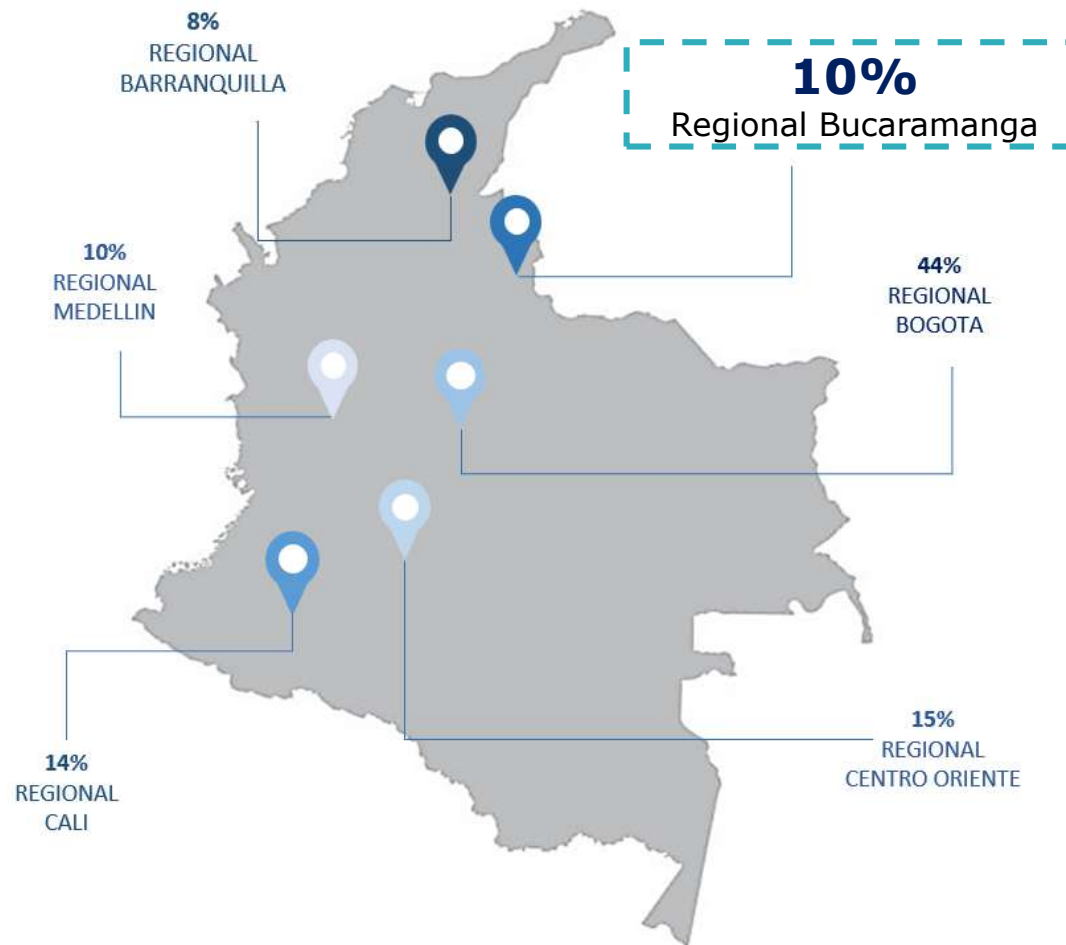 8%
REGIONAL
BARRANQUILLA
10%
Regional Bucaramanga
10%
REGIONAL
MEDELLIN
44%
REGIONAL
BOGOTA
14%
REGIONAL
CALI
15%
REGIONAL
CENTRO ORIENTE